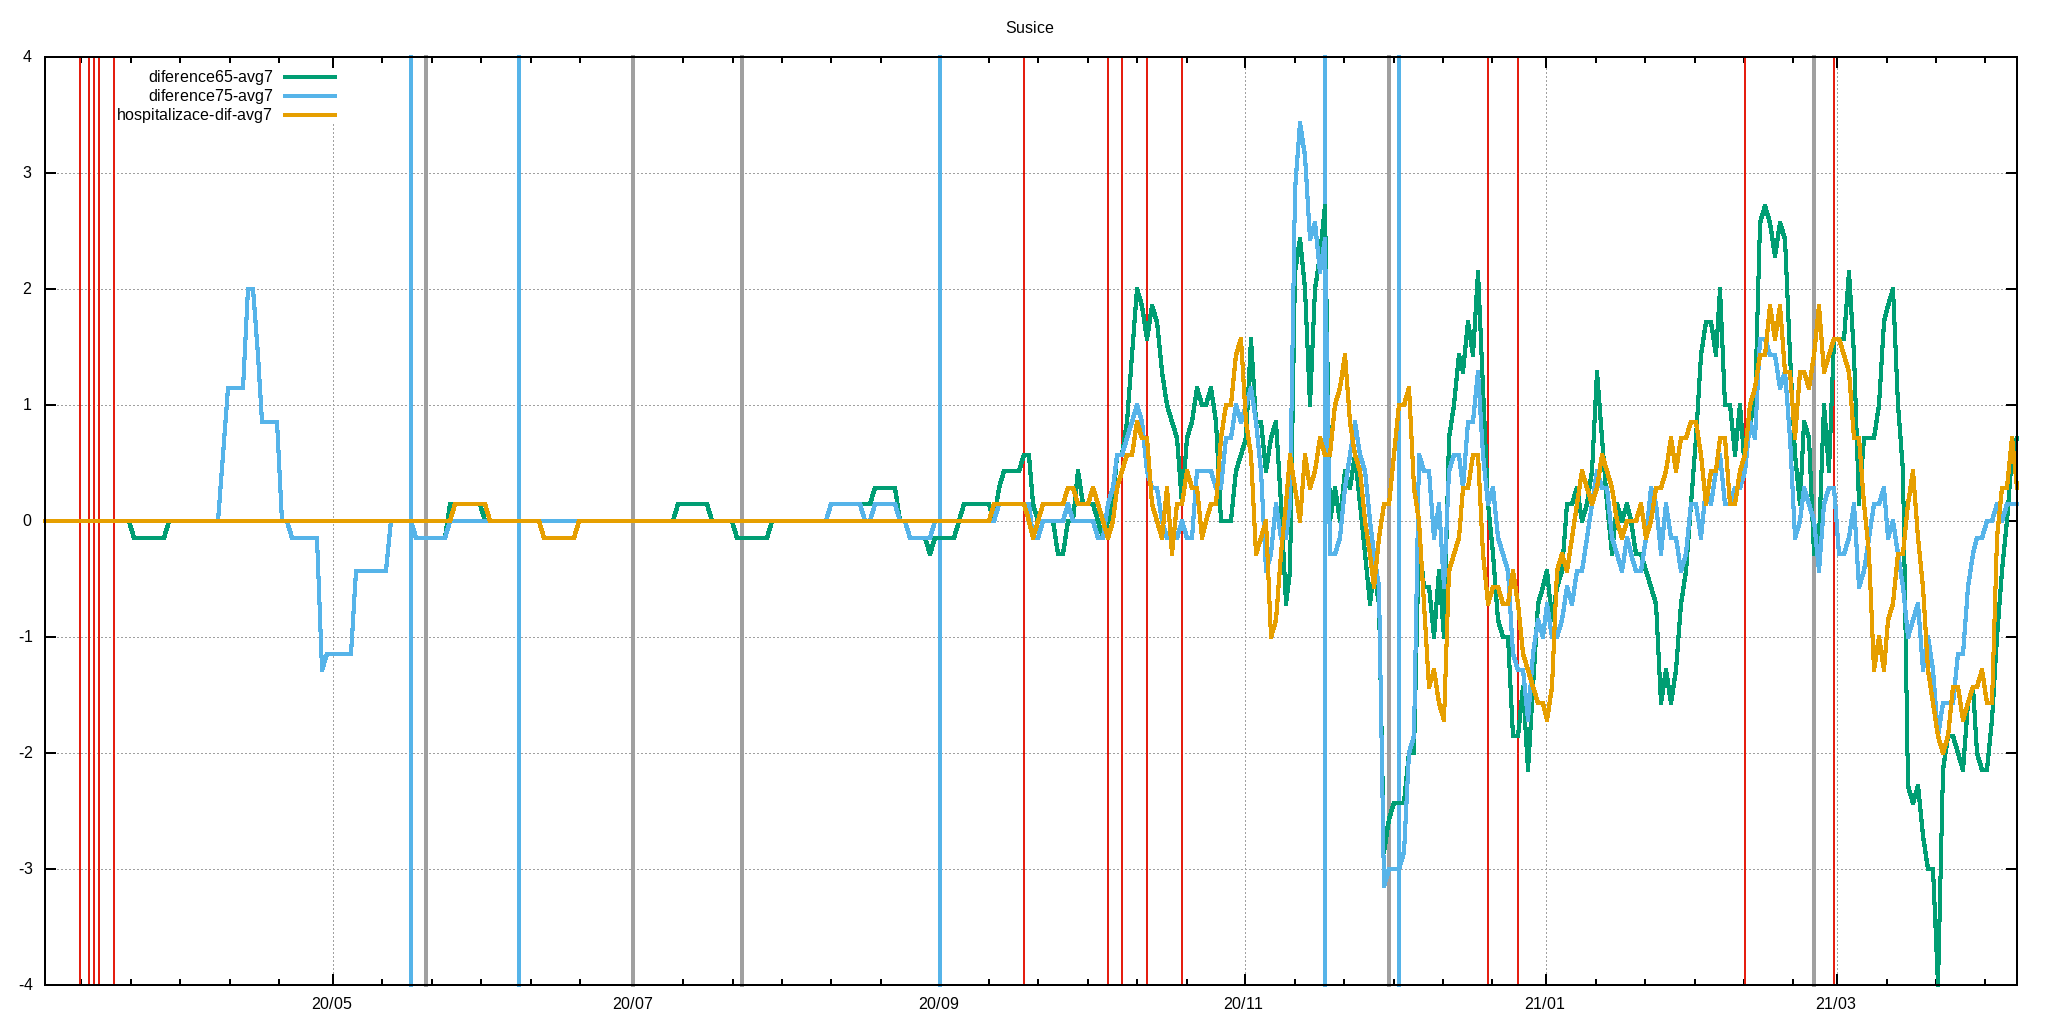 Susice
4
diference65-avg7
diference75-avg7
hospitalizace-dif-avg7
3
2
1
0
-1
-2
-3
-4
20/05 20/07 20/09 20/11 21/01 21/03